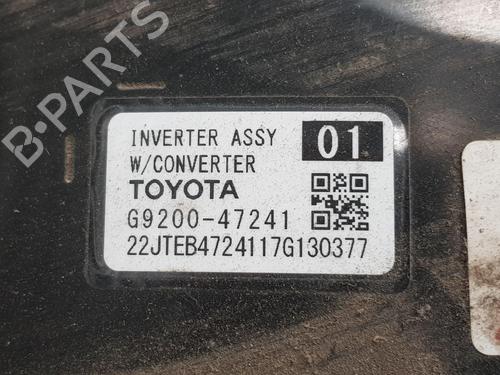 B-Parts
INVERTER ASSY 01
W/CONVERTER
TOYOTA
G9200-47241
22JTEB4724117G130377